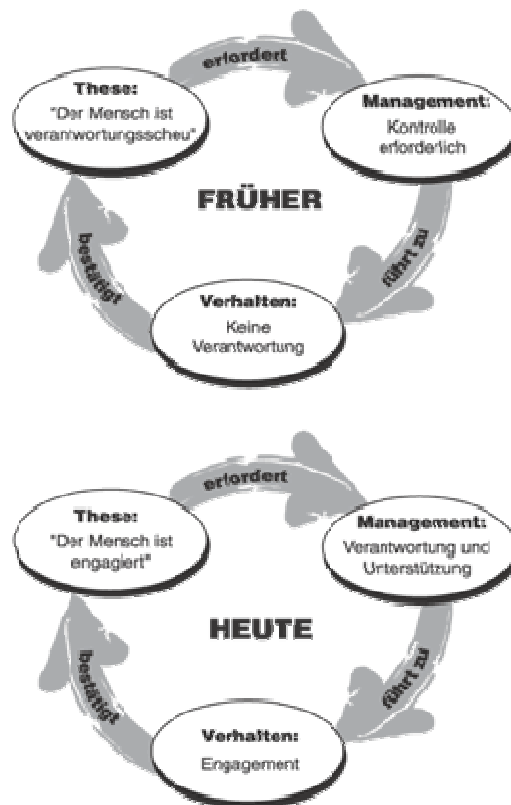 erfordert
These:
"Der Mensch ist
verantwortungsscheu"
Management:
Kontrolle
erforderlich
FRÜHER
bestätigt
führt zu
Verhalten:
Keine
Verantwortung
erfordert
These:
"Der Mensch ist
engagiert"
Management:
Verantwortung und
Unterstützung
HEUTE
bestätigt
führt zu
Verhalten:
Engagement